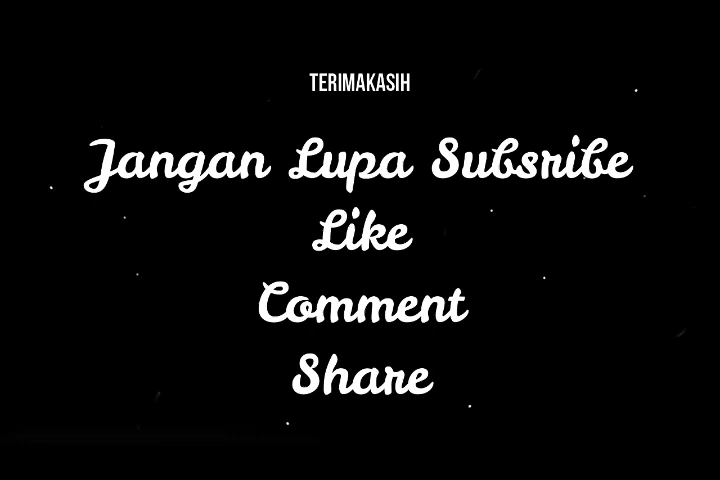 TERIMAKASIH
Jangan Lupa Subsribe
Like
Comment
Share